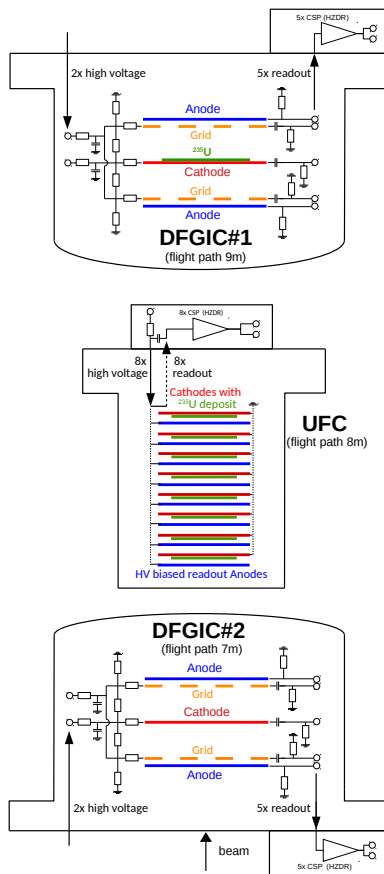 5x CSP (HZDR)
2x high voltage
5x readout
Anode
Grid
235U
Cathode
Grid
Anode
DFGIC#1
(flight path 9m)
8x CSP (HZDR)
8x
high voltage
8x
readout
Cathodes with
235U deposit
UFC
(flight path 8m)
HV biased readout Anodes
DFGIC#2
(flight path 7m)
Anode
Grid
Cathode
Grid
Anode
2x high voltage
5x readout
beam
5x CSP (HZDR)